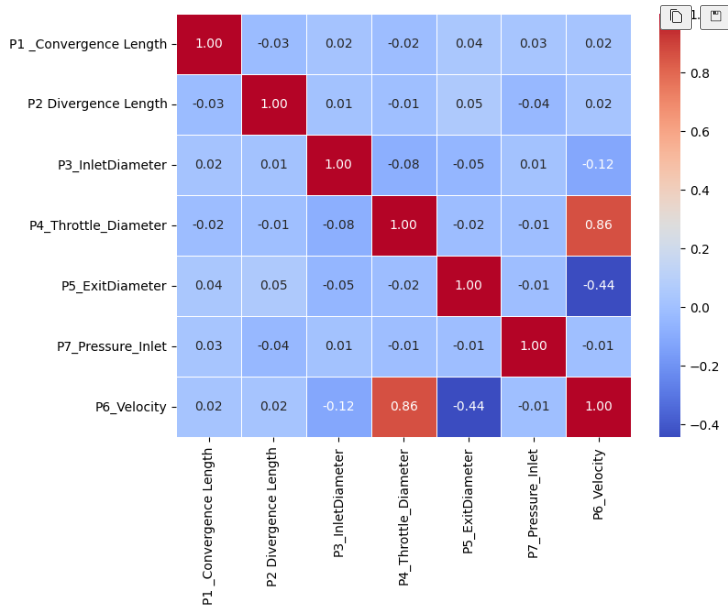 P1 _Convergence Length 1.00 -0.03 0.02 -0.02 0.04 0.03 0.02
P2 Divergence Length -0.03 1.00 0.01 -0.01 0.05 -0.04 0.02
P3_InletDiameter 0.02 0.01 1.00 -0.08 -0.05 0.01 -0.12
P4_Throttle_Diameter -0.02 -0.01 -0.08 1.00 -0.02 -0.01 0.86
P5_ExitDiameter 0.04 0.05 -0.05 -0.02 1.00 -0.01 -0.44
P7_Pressure_Inlet 0.03 -0.04 0.01 -0.01 -0.01 1.00 -0.01
P6_Velocity 0.02 0.02 -0.12 0.86 -0.44 -0.01 1.00
P1 _Convergence Length
P2 Divergence Length
P3_InletDiameter
P4_Throttle_Diameter
P5_ExitDiameter
P7_Pressure_Inlet
P6_Velocity
0.8
0.6
0.4
0.2
0.0
−0.2
−0.4